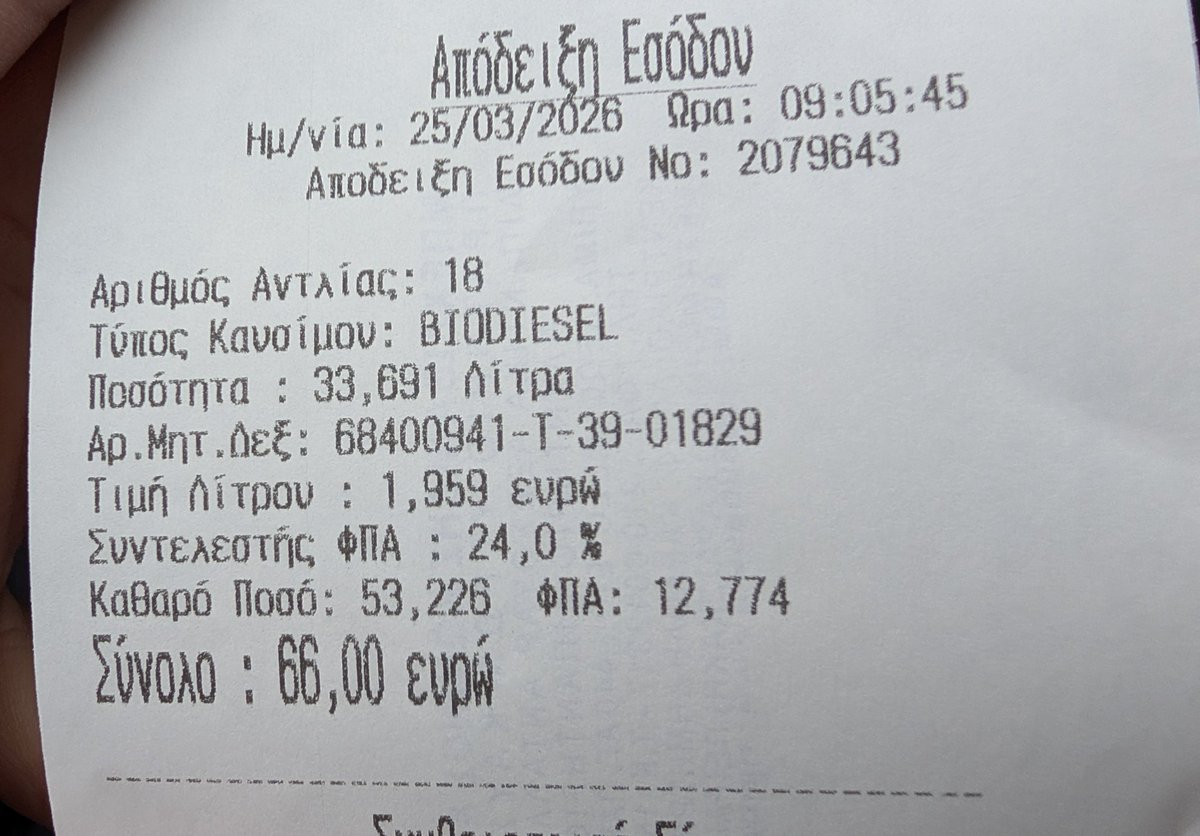 Απόδειξη Εσόδου
Ημ/νία: 25/03/2026 Ωρα: 09:05:45
Αποδειξη Εσόδου No: 2079643
Αριθμός Αντλίας: 18
Τύπος Καυσίμου: BIODIESEL
Ποσότητα : 33,691 Λίτρα
Αρ.Μητ.Δεξ: 68400941-T-39-01829
Τιμή Λίτρου : 1,959 ευρώ
Συντελεστής ΦΠΑ : 24,0 %
Καθαρό Ποσό: 53,226 ΦΠΑ: 12,774
Σύνολο : 66,00 ευρώ